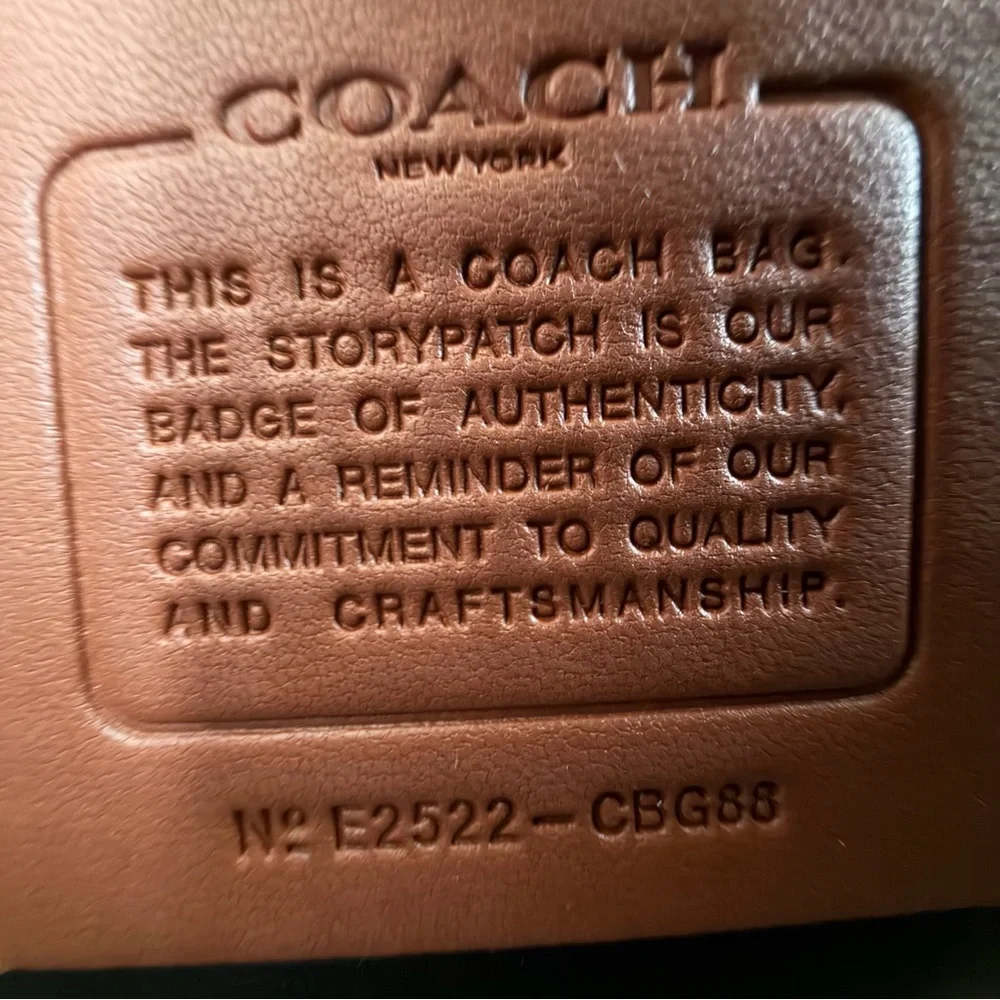 COACH
NEW YORK
THIS IS A COACH BAG.
THE STORYPATCH IS OUR
BADGE OF AUTHENTICITY,
AND A REMINDER OF OUR
COMMITMENT TO QUALITY
AND CRAFTSMANSHIP.
Nº E2522-CBG88